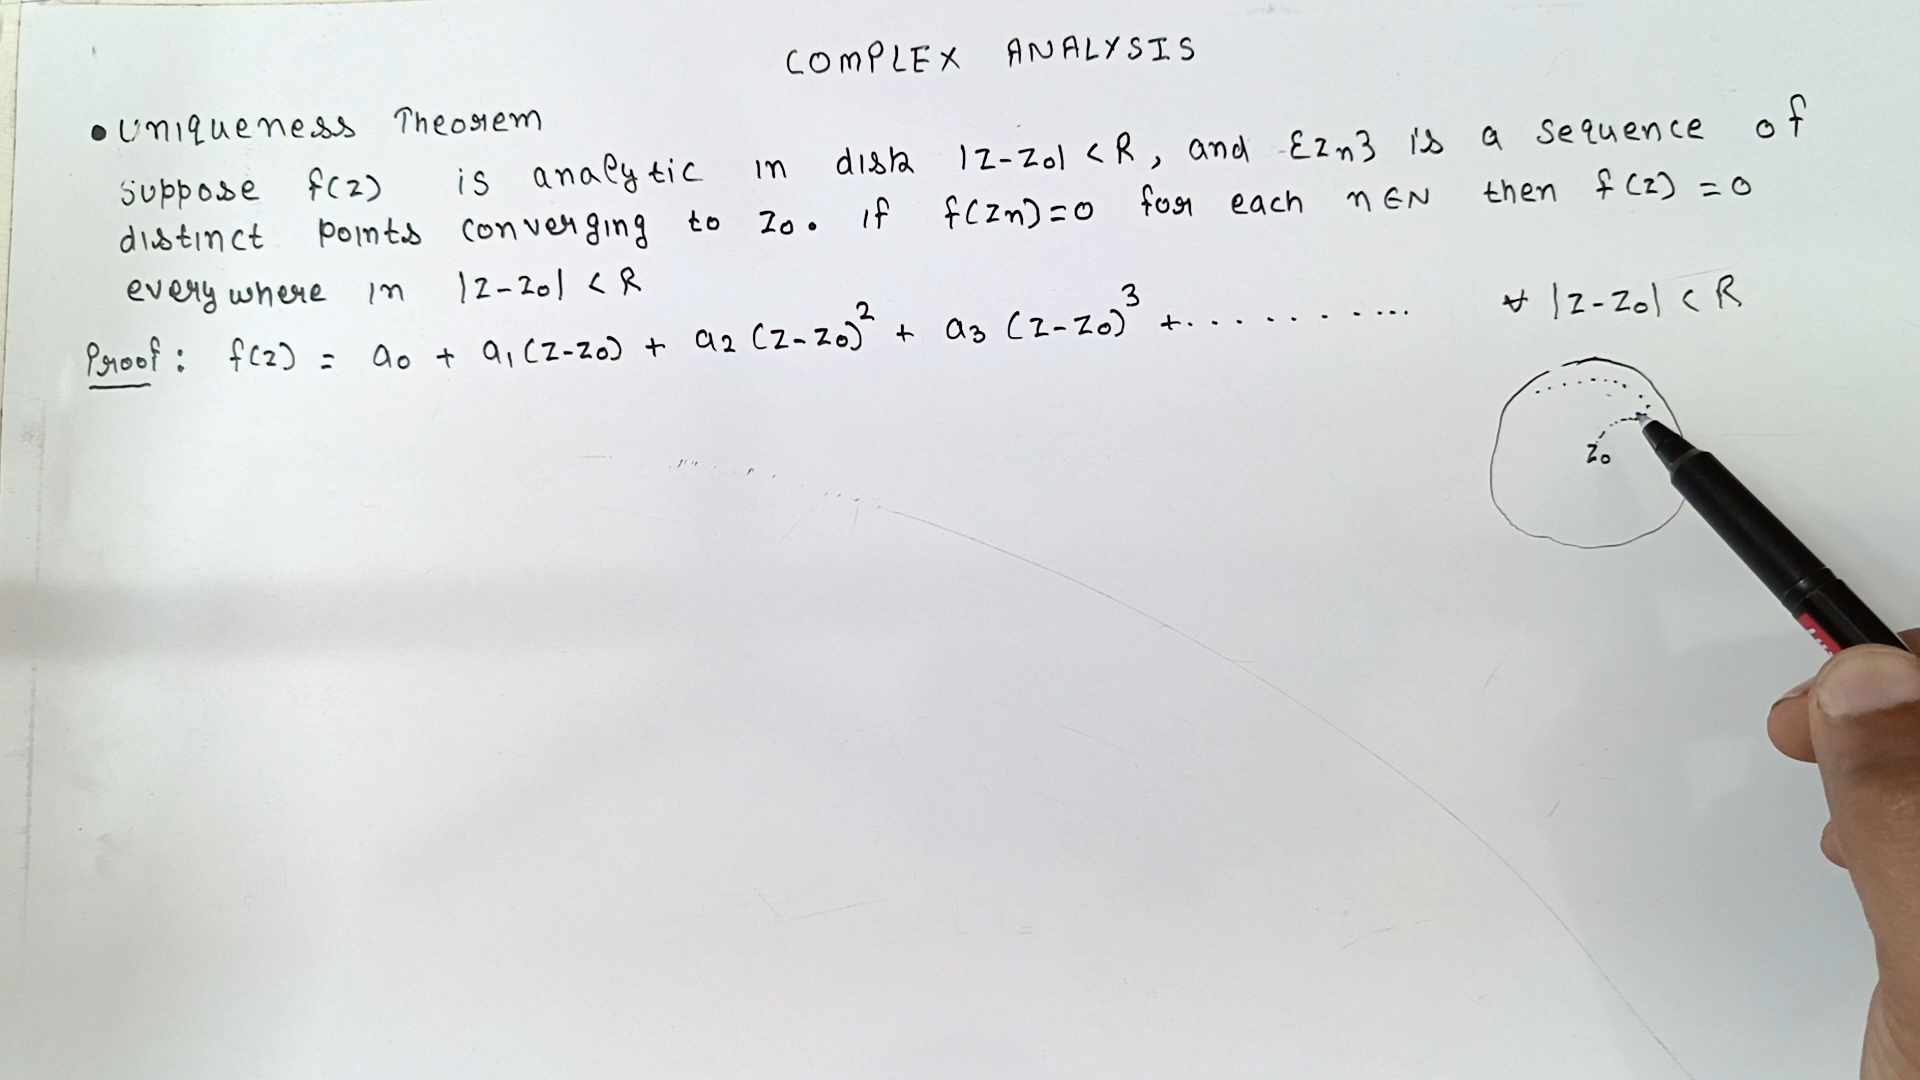 COMPLEX ANALYSIS
• Uniqueness Theorem
suppose f(z) is analytic in disk |z-z₀| < R, and {zn} is a sequence of
distinct points converging to z₀. if f(zn)=0 for each n∈N then f(z) = 0
everywhere in |z-z₀| < R
Proof: f(z) = a₀ + a₁(z-z₀) + a₂(z-z₀)² + a₃(z-z₀)³ + .......... ∀ |z-z₀| < R
z₀